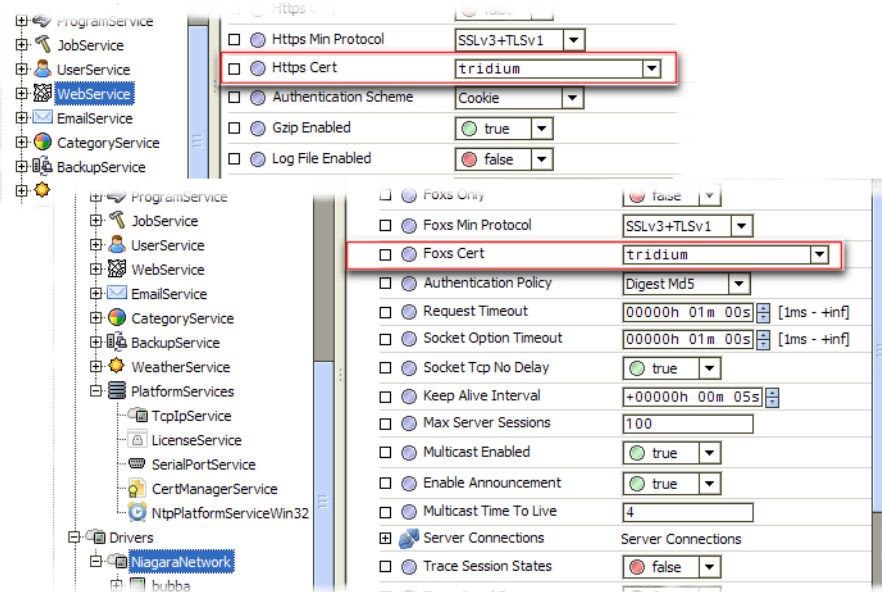 ProgramService
JobService
UserService
WebService
EmailService
CategoryService
BackupService
Https Only false
Https Min Protocol SSLv3+TLSv1
Https Cert tridium
Authentication Scheme Cookie
Gzip Enabled true
Log File Enabled false
ProgramService
JobService
UserService
WebService
EmailService
CategoryService
BackupService
WeatherService
PlatformServices
TcpIpService
LicenseService
SerialPortService
CertManagerService
NtpPlatformServiceWin32
Drivers
NiagaraNetwork
bubba
Foxs Only false
Foxs Min Protocol SSLv3+TLSv1
Foxs Cert tridium
Authentication Policy Digest Md5
Request Timeout 00000h 01m 00s [1ms - +inf]
Socket Option Timeout 00000h 01m 00s [1ms - +inf]
Socket Tcp No Delay true
Keep Alive Interval +00000h 00m 05s
Max Server Sessions 100
Multicast Enabled true
Enable Announcement true
Multicast Time To Live 4
Server Connections Server Connections
Trace Session States false